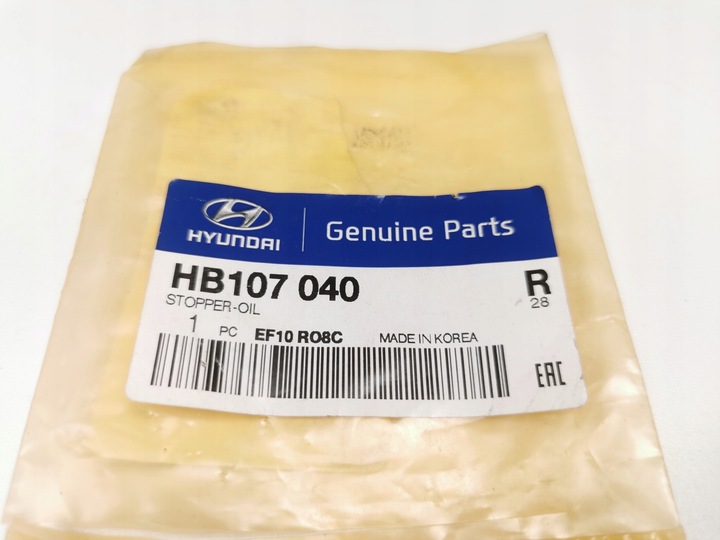 HYUNDAI
Genuine Parts
HB107 040 R
STOPPER-OIL 28
1 PC EF10 RO8C MADE IN KOREA
EAC